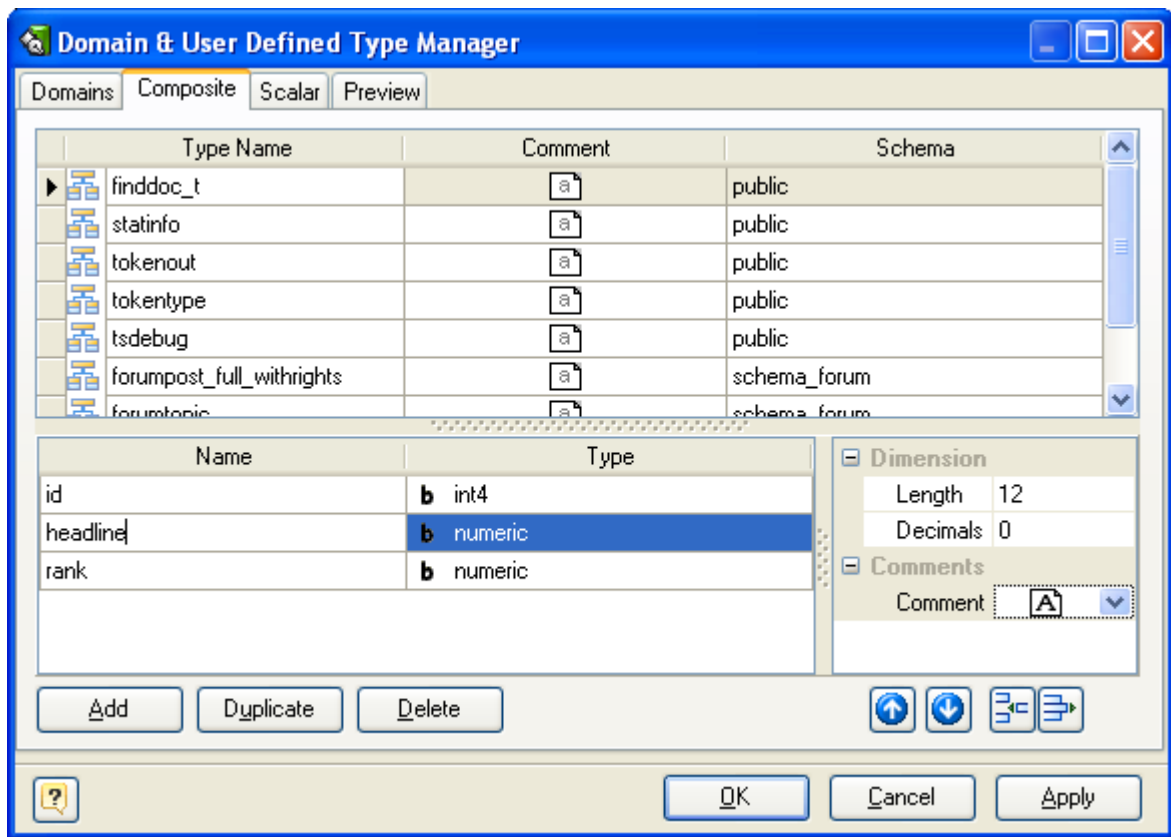 Domain & User Defined Type Manager
Domains Composite Scalar Preview
Type Name Comment Schema
finddoc_t a public
statinfo a public
tokenout a public
tokentype a public
tsdebug a public
forumpost_full_withrights a schema_forum
forumtopic a schema_forum
Name Type
id b int4
headline b numeric
rank b numeric
Dimension
Length 12
Decimals 0
Comments
Comment A
Add Duplicate Delete
? OK Cancel Apply